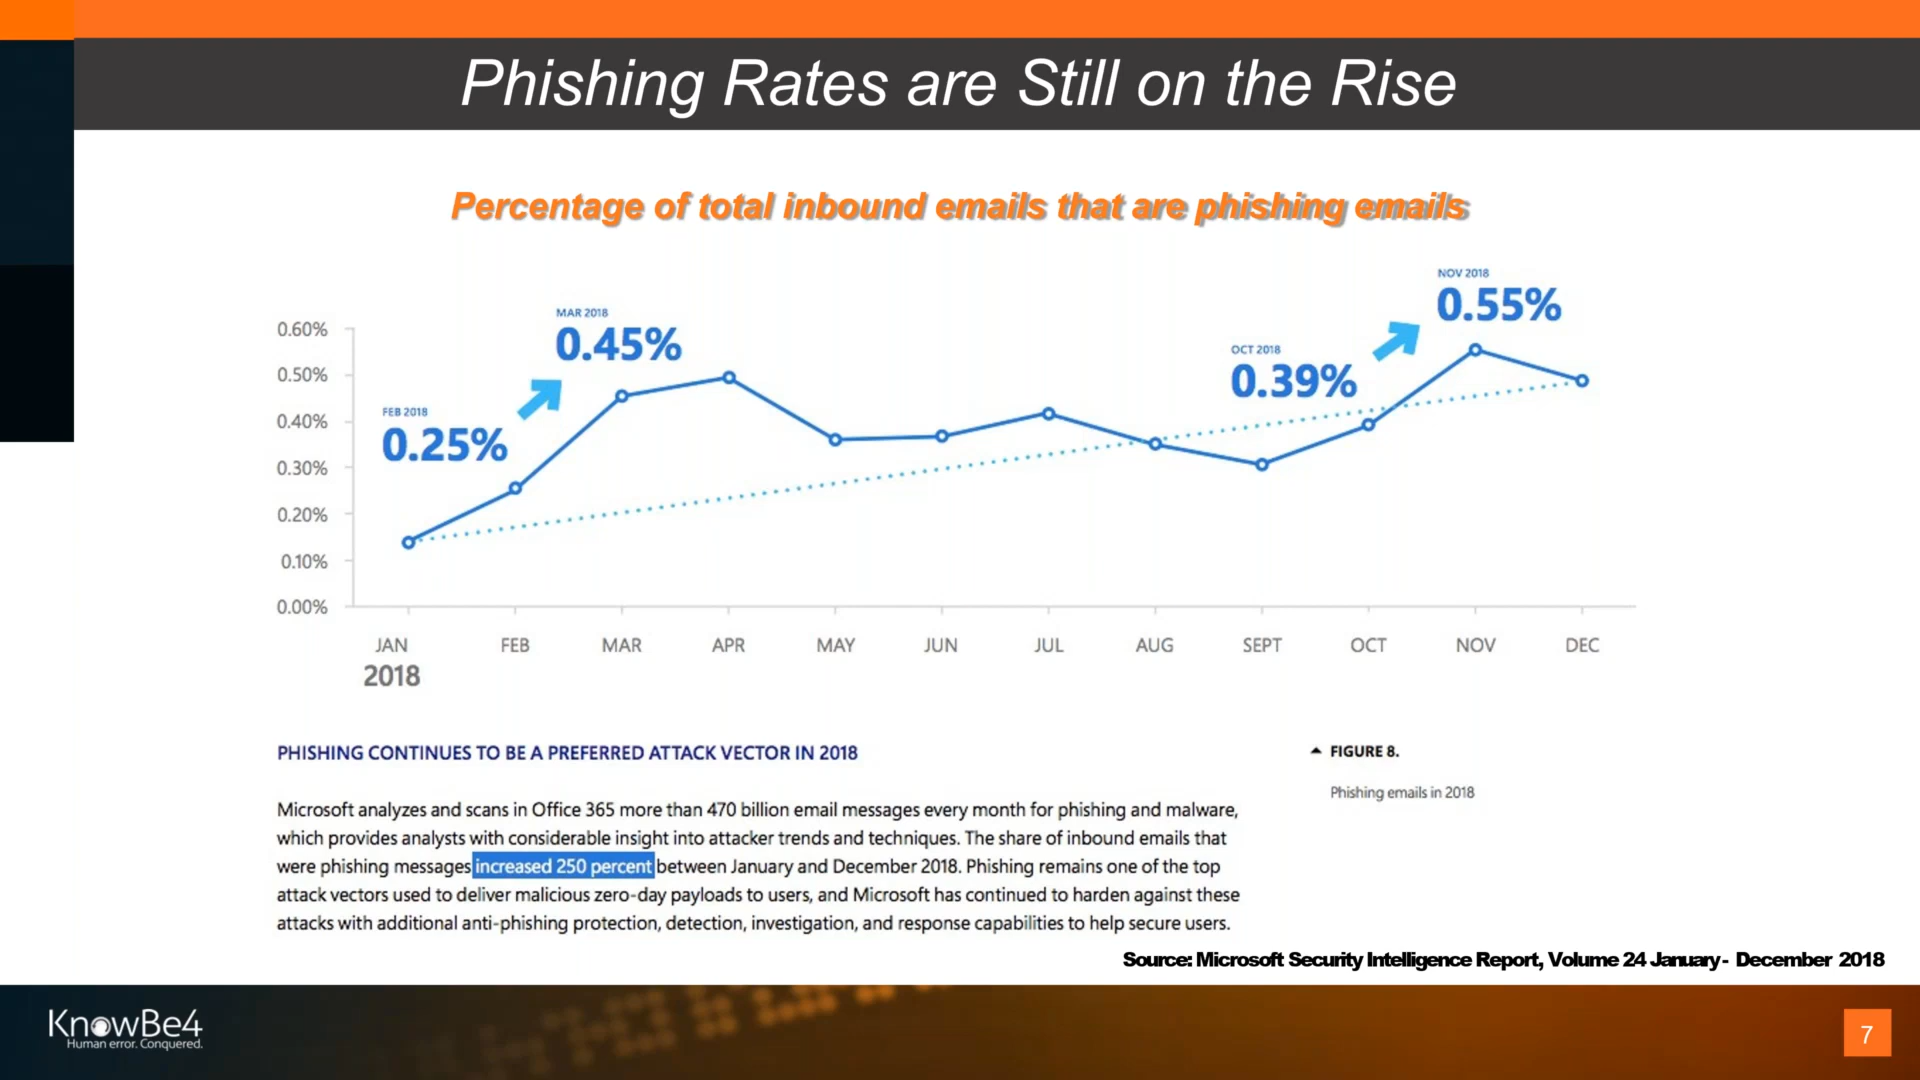 Phishing Rates are Still on the Rise
Percentage of total inbound emails that are phishing emails
NOV 2018
0.55%
MAR 2018
0.45%
OCT 2018
0.39%
FEB 2018
0.25%
0.60%
0.50%
0.40%
0.30%
0.20%
0.10%
0.00%
JAN FEB MAR APR MAY JUN JUL AUG SEPT OCT NOV DEC
2018
PHISHING CONTINUES TO BE A PREFERRED ATTACK VECTOR IN 2018
Microsoft analyzes and scans in Office 365 more than 470 billion email messages every month for phishing and malware,
which provides analysts with considerable insight into attacker trends and techniques. The share of inbound emails that
were phishing messages increased 250 percent between January and December 2018. Phishing remains one of the top
attack vectors used to deliver malicious zero-day payloads to users, and Microsoft has continued to harden against these
attacks with additional anti-phishing protection, detection, investigation, and response capabilities to help secure users.
FIGURE 8.
Phishing emails in 2018
Source: Microsoft Security Intelligence Report, Volume 24 January - December 2018
KnowBe4
Human error. Conquered.
7